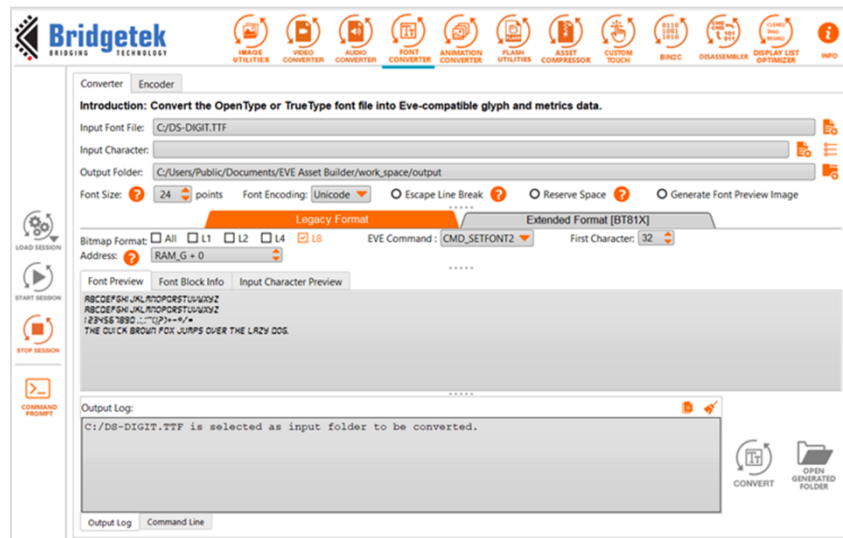 Bridgetek
BRIDGING TECHNOLOGY
IMAGE UTILITIES
VIDEO CONVERTER
AUDIO CONVERTER
FONT CONVERTER
ANIMATION CONVERTER
FLASH UTILITIES
ASSET COMPRESSOR
CUSTOM TOUCH
BIN2C
DISASSEMBLER
DISPLAY LIST OPTIMIZER
INFO
Converter Encoder
Introduction: Convert the OpenType or TrueType font file into Eve-compatible glyph and metrics data.
Input Font File: C:/DS-DIGIT.TTF
Input Character:
Output Folder: C:/Users/Public/Documents/EVE Asset Builder/work_space/output
Font Size: ? 24 points Font Encoding: Unicode Escape Line Break ? Reserve Space ? Generate Font Preview Image
Legacy Format Extended Format [BT81X]
Bitmap Format: All L1 L2 L4 L8 EVE Command : CMD_SETFONT2 First Character: 32
Address: ? RAM_G + 0
LOAD SESSION
START SESSION
STOP SESSION
COMMAND PROMPT
Font Preview Font Block Info Input Character Preview
ABCDEFGHIJKLMNOPQRSTUVWXYZ
ABCDEFGHIJKLMNOPQRSTUVWXYZ
THE QUICK BROWN FOX JUMPS OVER THE LAZY DOG.
Output Log:
C:/DS-DIGIT.TTF is selected as input folder to be converted.
CONVERT
OPEN GENERATED FOLDER
Output Log Command Line